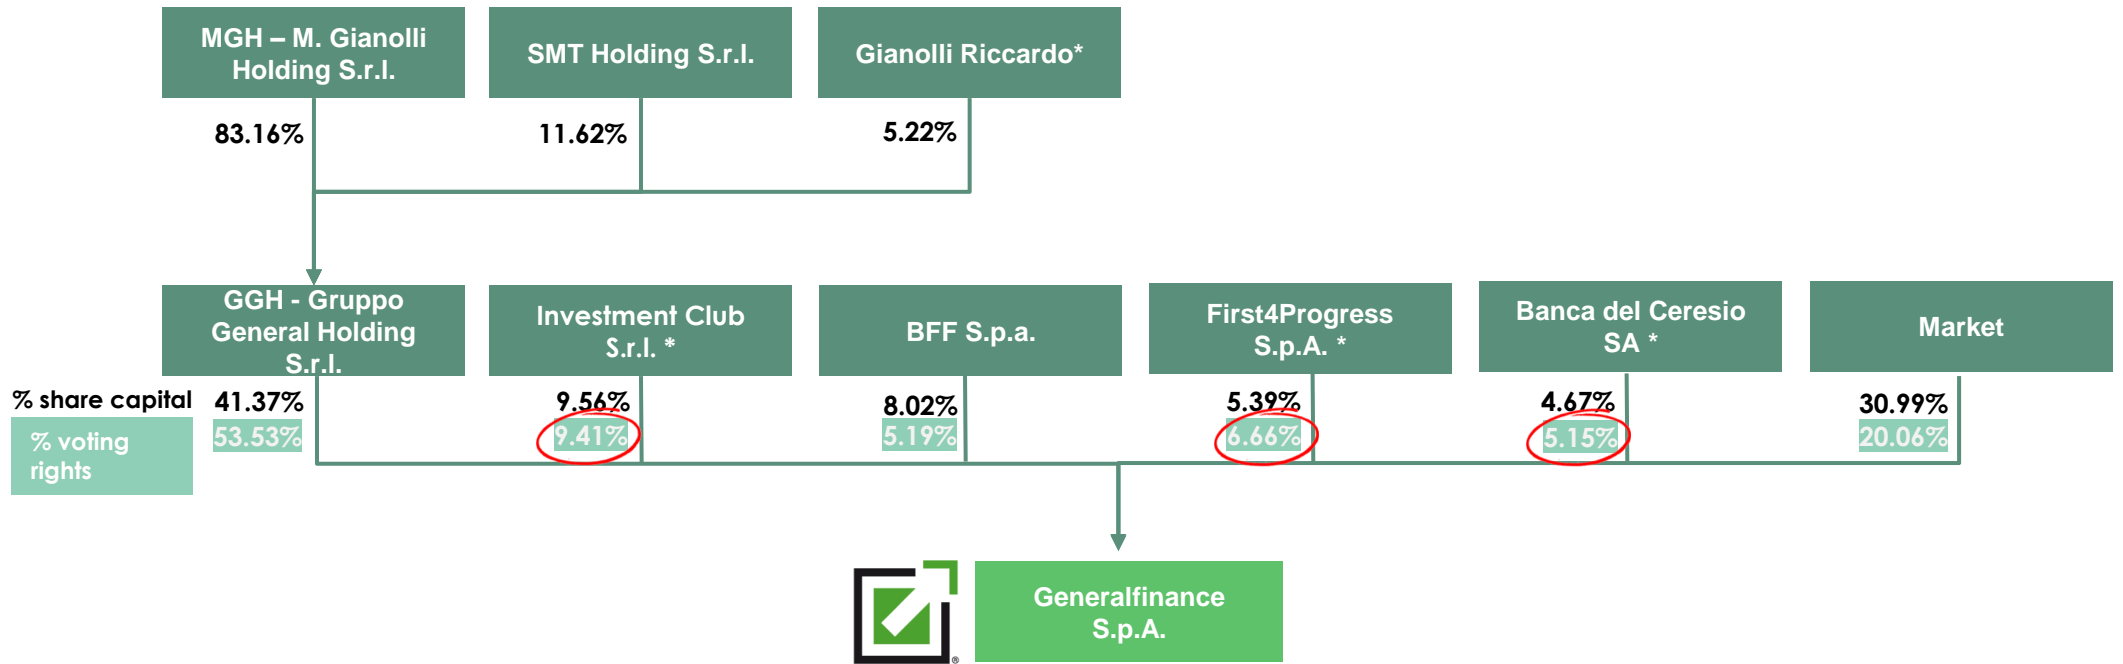 MGH – M. Gianolli
Holding S.r.l.
SMT Holding S.r.l.
Gianolli Riccardo*
83.16%
11.62%
5.22%
GGH - Gruppo
General Holding
S.r.l.
Investment Club
S.r.l. *
BFF S.p.a.
First4Progress
S.p.A. *
Banca del Ceresio
SA *
Market
% share capital
41.37%
9.56%
8.02%
5.39%
4.67%
30.99%
% voting
rights
53.53%
9.41%
5.19%
6.66%
5.15%
20.06%
®
Generalfinance
S.p.A.